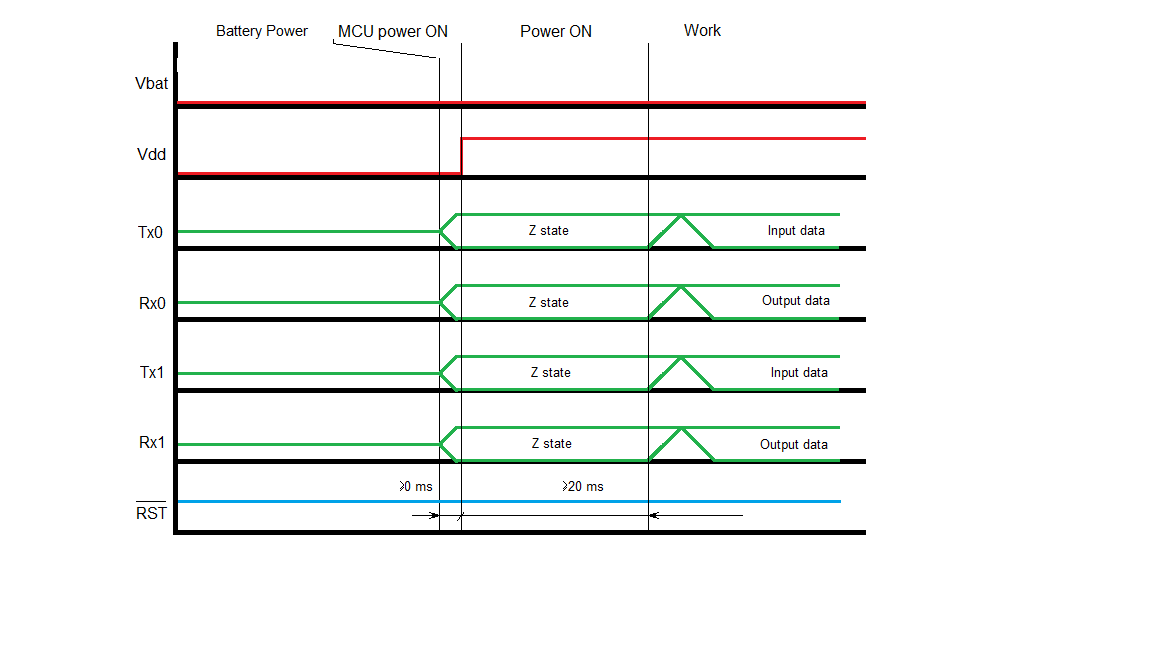 Battery Power MCU power ON Power ON Work
Vbat
Vdd
Tx0 Z state Input data
Rx0 Z state Output data
Tx1 Z state Input data
Rx1 Z state Output data
⩾0 ms ⩾20 ms
RST